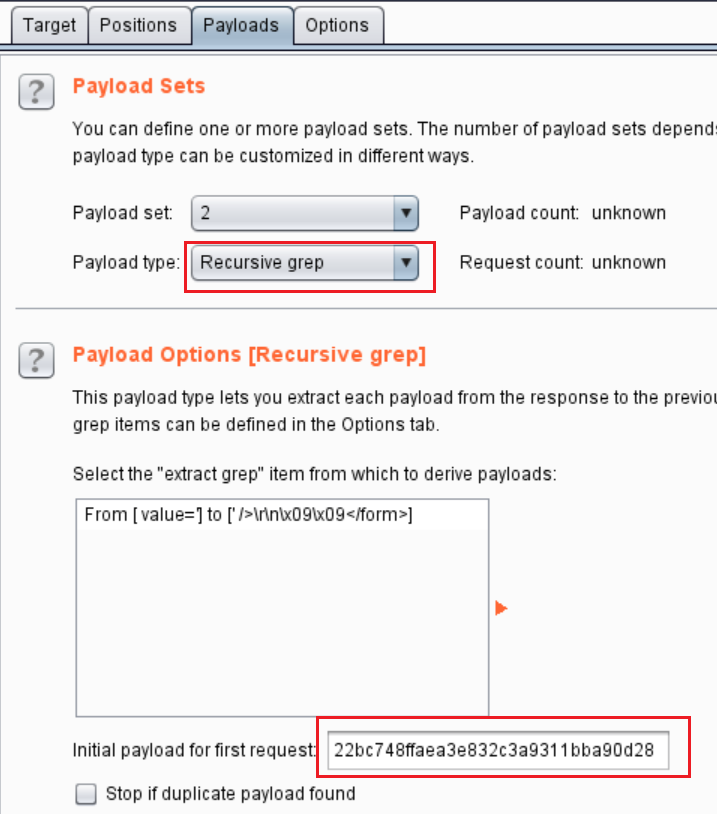 Target Positions Payloads Options
? Payload Sets
You can define one or more payload sets. The number of payload sets depends
payload type can be customized in different ways.
Payload set: 2 Payload count: unknown
Payload type: Recursive grep Request count: unknown
? Payload Options [Recursive grep]
This payload type lets you extract each payload from the response to the previou
grep items can be defined in the Options tab.
Select the "extract grep" item from which to derive payloads:
From [ value='] to [' />\r\n\x09\x09</form>]
Initial payload for first request: 22bc748ffaea3e832c3a9311bba90d28
Stop if duplicate payload found